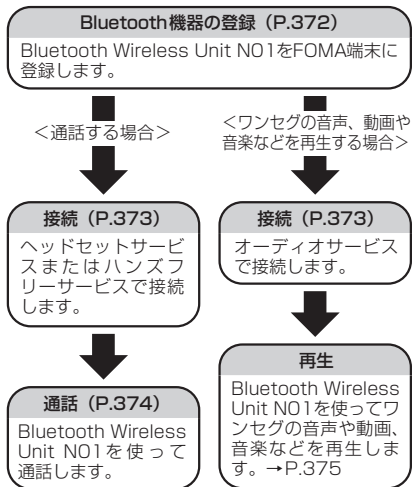 Bluetooth機器の登録（P.372）
Bluetooth Wireless Unit N01をFOMA端末に
登録します。
＜通話する場合＞
＜ワンセグの音声、動画や
音楽などを再生する場合＞
接続（P.373）
ヘッドセットサービ
スまたはハンズフ
リーサービスで接続
します。
接続（P.373）
オーディオサービス
で接続します。
通話（P.374）
Bluetooth Wireless
Unit N01を使って
通話します。
再生
Bluetooth Wireless
Unit N01を使ってワ
ンセグの音声や動画、
音楽などを再生しま
す。→P.375